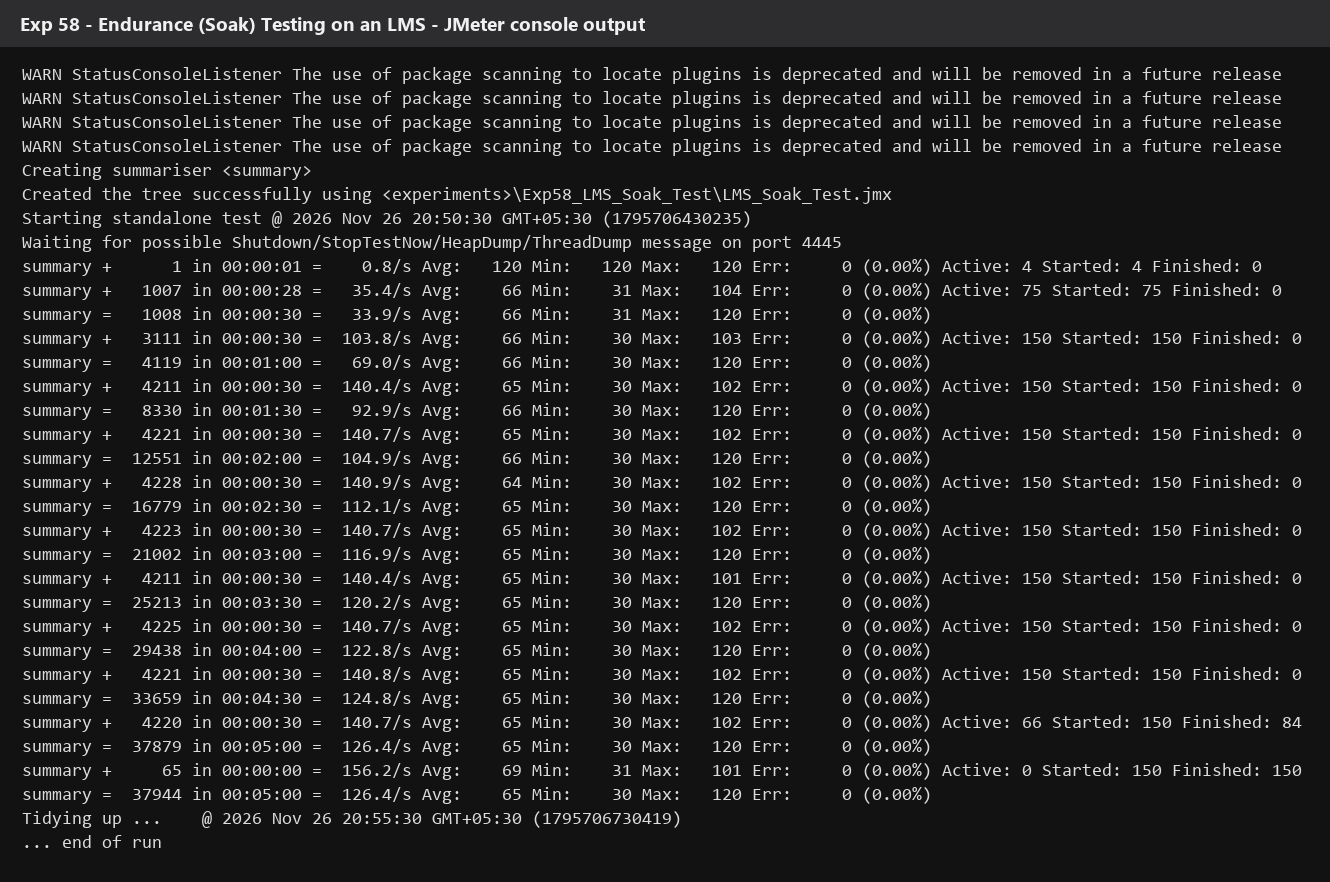 Exp 58 - Endurance (Soak) Testing on an LMS - JMeter console output
WARN StatusConsoleListener The use of package scanning to locate plugins is deprecated and will be removed in a future release
WARN StatusConsoleListener The use of package scanning to locate plugins is deprecated and will be removed in a future release
WARN StatusConsoleListener The use of package scanning to locate plugins is deprecated and will be removed in a future release
WARN StatusConsoleListener The use of package scanning to locate plugins is deprecated and will be removed in a future release
Creating summariser <summary>
Created the tree successfully using <experiments>\Exp58_LMS_Soak_Test\LMS_Soak_Test.jmx
Starting standalone test @ 2026 Nov 26 20:50:30 GMT+05:30 (1795706430235)
Waiting for possible Shutdown/StopTestNow/HeapDump/ThreadDump message on port 4445
summary +      1 in 00:00:01 =    0.8/s Avg:   120 Min:   120 Max:   120 Err:     0 (0.00%) Active: 4 Started: 4 Finished: 0
summary +   1007 in 00:00:28 =   35.4/s Avg:    66 Min:    31 Max:   104 Err:     0 (0.00%) Active: 75 Started: 75 Finished: 0
summary =   1008 in 00:00:30 =   33.9/s Avg:    66 Min:    31 Max:   120 Err:     0 (0.00%)
summary +   3111 in 00:00:30 =  103.8/s Avg:    66 Min:    30 Max:   103 Err:     0 (0.00%) Active: 150 Started: 150 Finished: 0
summary =   4119 in 00:01:00 =   69.0/s Avg:    66 Min:    30 Max:   120 Err:     0 (0.00%)
summary +   4211 in 00:00:30 =  140.4/s Avg:    65 Min:    30 Max:   102 Err:     0 (0.00%) Active: 150 Started: 150 Finished: 0
summary =   8330 in 00:01:30 =   92.9/s Avg:    66 Min:    30 Max:   120 Err:     0 (0.00%)
summary +   4221 in 00:00:30 =  140.7/s Avg:    65 Min:    30 Max:   102 Err:     0 (0.00%) Active: 150 Started: 150 Finished: 0
summary =  12551 in 00:02:00 =  104.9/s Avg:    66 Min:    30 Max:   120 Err:     0 (0.00%)
summary +   4228 in 00:00:30 =  140.9/s Avg:    64 Min:    30 Max:   102 Err:     0 (0.00%) Active: 150 Started: 150 Finished: 0
summary =  16779 in 00:02:30 =  112.1/s Avg:    65 Min:    30 Max:   120 Err:     0 (0.00%)
summary +   4223 in 00:00:30 =  140.7/s Avg:    65 Min:    30 Max:   102 Err:     0 (0.00%) Active: 150 Started: 150 Finished: 0
summary =  21002 in 00:03:00 =  116.9/s Avg:    65 Min:    30 Max:   120 Err:     0 (0.00%)
summary +   4211 in 00:00:30 =  140.4/s Avg:    65 Min:    30 Max:   101 Err:     0 (0.00%) Active: 150 Started: 150 Finished: 0
summary =  25213 in 00:03:30 =  120.2/s Avg:    65 Min:    30 Max:   120 Err:     0 (0.00%)
summary +   4225 in 00:00:30 =  140.7/s Avg:    65 Min:    30 Max:   102 Err:     0 (0.00%) Active: 150 Started: 150 Finished: 0
summary =  29438 in 00:04:00 =  122.8/s Avg:    65 Min:    30 Max:   120 Err:     0 (0.00%)
summary +   4221 in 00:00:30 =  140.8/s Avg:    65 Min:    30 Max:   102 Err:     0 (0.00%) Active: 150 Started: 150 Finished: 0
summary =  33659 in 00:04:30 =  124.8/s Avg:    65 Min:    30 Max:   120 Err:     0 (0.00%)
summary +   4220 in 00:00:30 =  140.7/s Avg:    65 Min:    30 Max:   102 Err:     0 (0.00%) Active: 66 Started: 150 Finished: 84
summary =  37879 in 00:05:00 =  126.4/s Avg:    65 Min:    30 Max:   120 Err:     0 (0.00%)
summary +     65 in 00:00:00 =  156.2/s Avg:    69 Min:    31 Max:   101 Err:     0 (0.00%) Active: 0 Started: 150 Finished: 150
summary =  37944 in 00:05:00 =  126.4/s Avg:    65 Min:    30 Max:   120 Err:     0 (0.00%)
Tidying up ...    @ 2026 Nov 26 20:55:30 GMT+05:30 (1795706730419)
... end of run